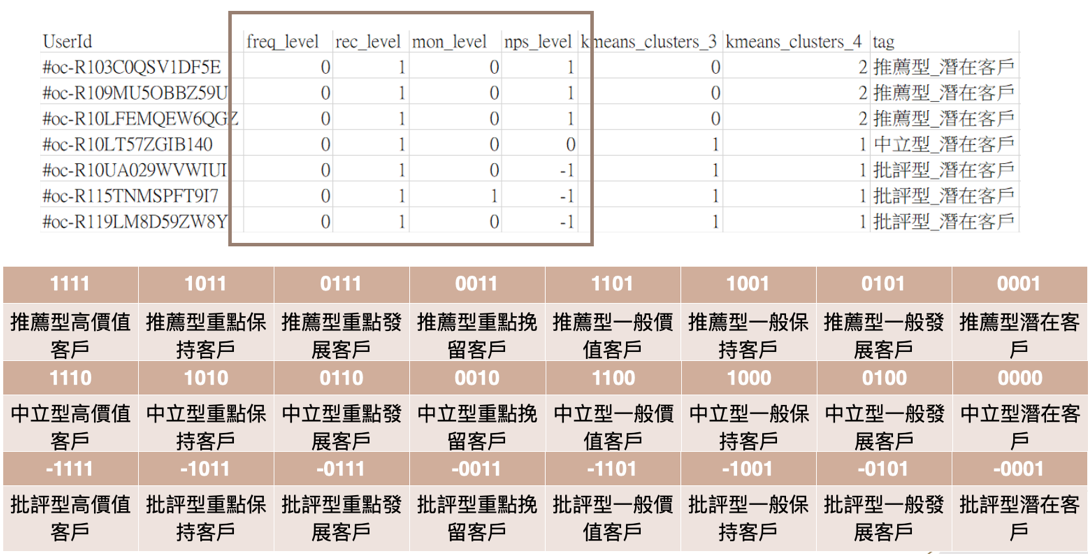 UserId freq_level rec_level mon_level nps_level kmeans_clusters_3 kmeans_clusters_4 tag
#oc-R103C0QSV1DF5E 0 1 0 1 0 2 推薦型_潛在客戶
#oc-R109MU5OBBZ59U 0 1 0 1 0 2 推薦型_潛在客戶
#oc-R10LFEMQEW6QGZ 0 1 0 1 0 2 推薦型_潛在客戶
#oc-R10LT57ZGIB140 0 1 0 0 1 1 中立型_潛在客戶
#oc-R10UA029WVWIUI 0 1 0 -1 1 1 批評型_潛在客戶
#oc-R115TNMSPFT9I7 0 1 1 -1 1 1 批評型_潛在客戶
#oc-R119LM8D59ZW8Y 0 1 0 -1 1 1 批評型_潛在客戶
1111 1011 0111 0011 1101 1001 0101 0001
推薦型高價值 推薦型重點保 推薦型重點發 推薦型重點挽 推薦型一般價 推薦型一般保 推薦型一般發 推薦型潛在客
客戶 持客戶 展客戶 留客戶 值客戶 持客戶 展客戶 戶
1110 1010 0110 0010 1100 1000 0100 0000
中立型高價值 中立型重點保 中立型重點發 中立型重點挽 中立型一般價 中立型一般保 中立型一般發 中立型潛在客
客戶 持客戶 展客戶 留客戶 值客戶 持客戶 展客戶 戶
-1111 -1011 -0111 -0011 -1101 -1001 -0101 -0001
批評型高價值 批評型重點保 批評型重點發 批評型重點挽 批評型一般價 批評型一般保 批評型一般發 批評型潛在客
客戶 持客戶 展客戶 留客戶 值客戶 持客戶 展客戶 戶